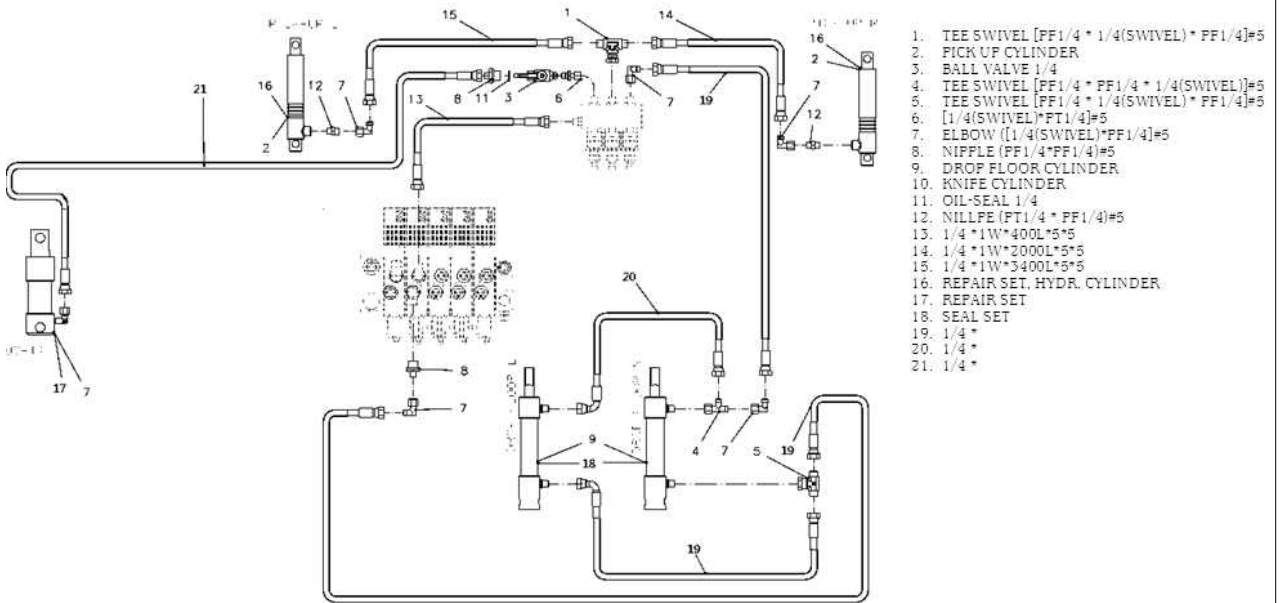 15
1
14
16
2
7
12
21
16
12
7
2
13
8
11
3
6
7
19
20
8
7
17
7
9
18
4
7
5
19
19
1. TEE SWIVEL [PF1/4 * 1/4(SWIVEL) * PF1/4]#5
2. PICK UP CYLINDER
3. BALL VALVE 1/4
4. TEE SWIVEL [PF1/4 * PF1/4 * 1/4(SWIVEL)]#5
5. TEE SWIVEL [PF1/4 * 1/4(SWIVEL) * PF1/4]#5
6. [1/4(SWIVEL)*PT1/4]#5
7. ELBOW ([1/4(SWIVEL)*PF1/4]#5
8. NIPPLE (PF1/4*PF1/4)#5
9. DROP FLOOR CYLINDER
10. KNIFE CYLINDER
11. OIL-SEAL 1/4
12. NILLPE (PT1/4 * PF1/4)#5
13. 1/4 *1W*400L*5*5
14. 1/4 *1W*2000L*5*5
15. 1/4 *1W*3400L*5*5
16. REPAIR SET, HYDR. CYLINDER
17. REPAIR SET
18. SEAL SET
19. 1/4 *
20. 1/4 *
21. 1/4 *